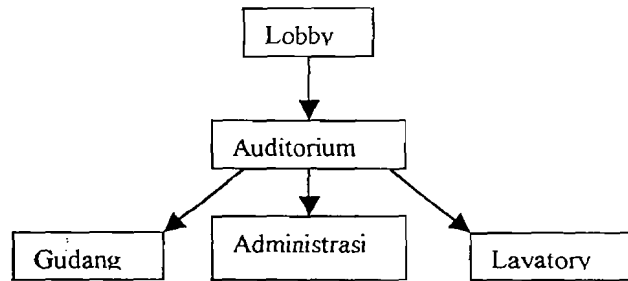 Lobby
Auditorium
Gudang
Administrasi
Lavatory